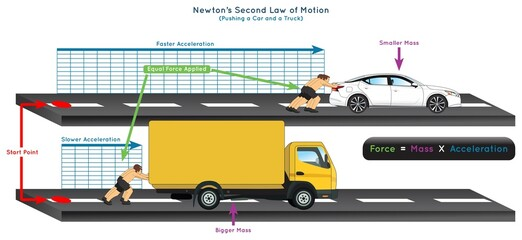 Newton's Second Law of Motion
(Pushing a Car and a Truck)
Faster Acceleration
Smaller Mass
Equal Force Applied
Slower Acceleration
Start Point
Force = Mass X Acceleration
Bigger Mass